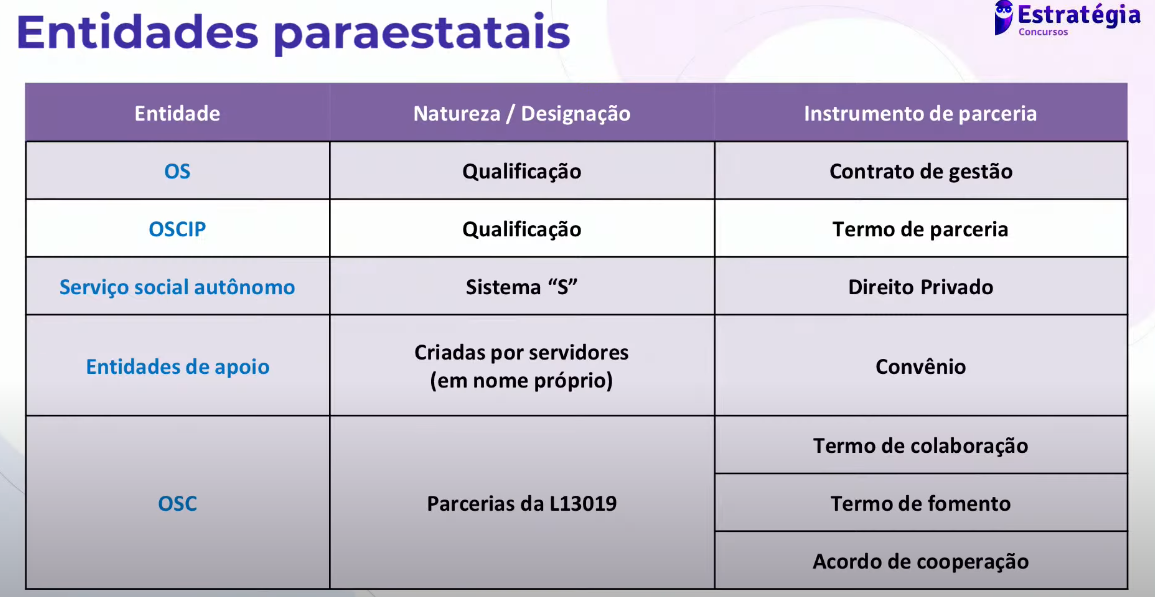 Entidades paraestatais
Estratégia
Concursos
Entidade
Natureza / Designação
Instrumento de parceria
OS
Qualificação
Contrato de gestão
OSCIP
Qualificação
Termo de parceria
Serviço social autônomo
Sistema “S”
Direito Privado
Entidades de apoio
Criadas por servidores
(em nome próprio)
Convênio
OSC
Parcerias da L13019
Termo de colaboração
Termo de fomento
Acordo de cooperação